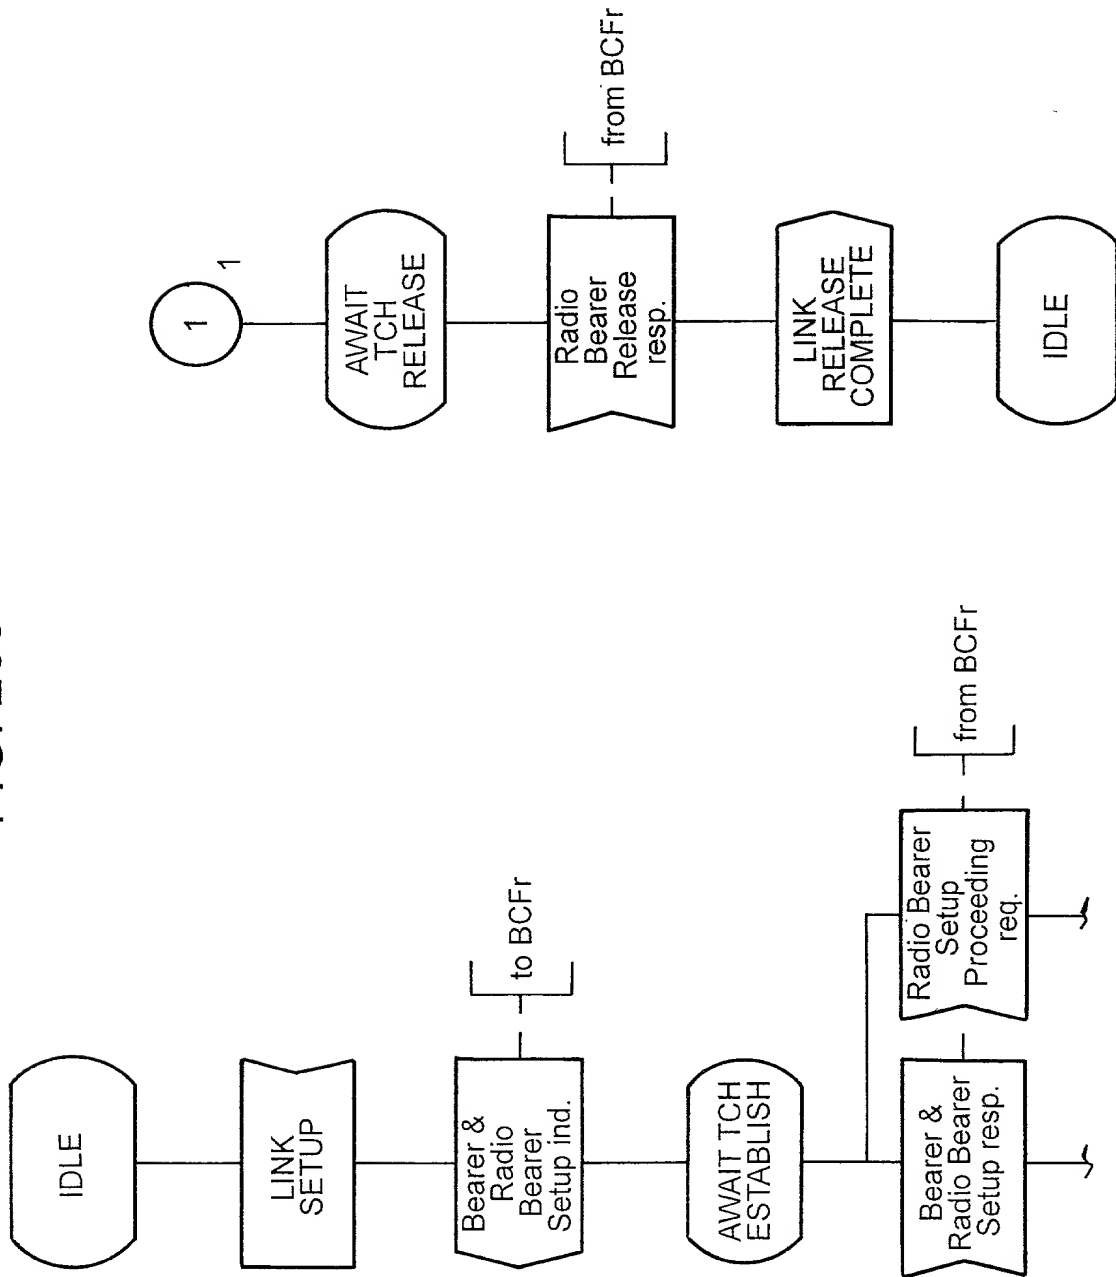 IDLE
LINK
SETUP
Bearer &
Radio
Bearer
Setup ind.
to BCFr
AWAIT TCH
ESTABLISH
Bearer &
Radio Bearer
Setup resp.
Radio Bearer
Setup
Proceeding
req.
from BCFr
1
1
AWAIT
TCH
RELEASE
Radio
Bearer
Release
resp.
from BCFr
LINK
RELEASE
COMPLETE
IDLE